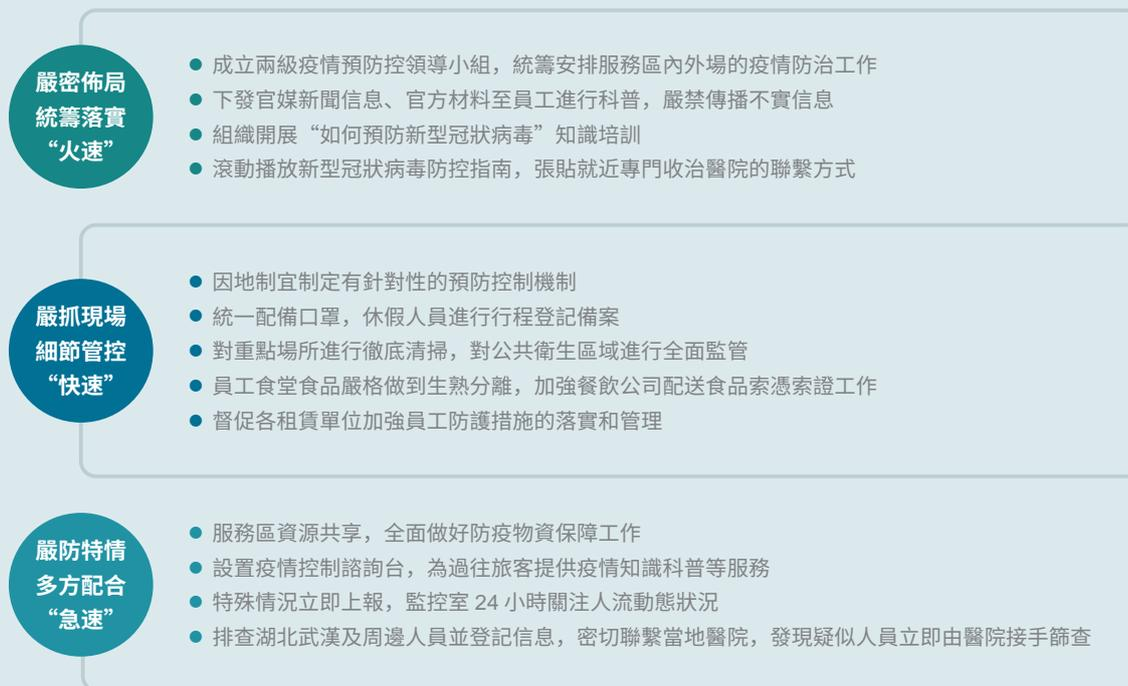 嚴密佈局
統籌落實
“火速”
成立兩級疫情預防控領導小組，統籌安排服務區內外場的疫情防治工作
下發官媒新聞信息、官方材料至員工進行科普，嚴禁傳播不實信息
組織開展“如何預防新型冠狀病毒”知識培訓
滾動播放新型冠狀病毒防控指南，張貼就近專門收治醫院的聯繫方式
嚴抓現場
細節管控
“快速”
因地制宜制定有針對性的預防控制機制
統一配備口罩，休假人員進行行程登記備案
對重點場所進行徹底清掃，對公共衛生區域進行全面監管
員工食堂食品嚴格做到生熟分離，加強餐飲公司配送食品索憑索證工作
督促各租賃單位加強員工防護措施的落實和管理
嚴防特情
多方配合
“急速”
服務區資源共享，全面做好防疫物資保障工作
設置疫情控制諮詢台，為過往旅客提供疫情知識科普等服務
特殊情況立即上報，監控室 24 小時關注人流動態狀況
排查湖北武漢及周邊人員並登記信息，密切聯繫當地醫院，發現疑似人員立即由醫院接手篩查